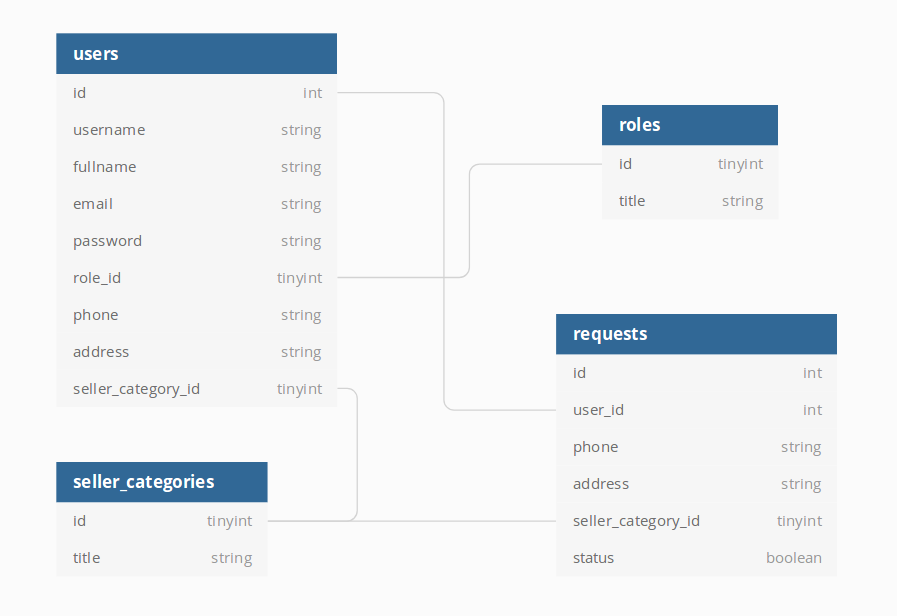 users
id int
username string
fullname string
email string
password string
role_id tinyint
phone string
address string
seller_category_id tinyint
roles
id tinyint
title string
requests
id int
user_id int
phone string
address string
seller_category_id tinyint
status boolean
seller_categories
id tinyint
title string